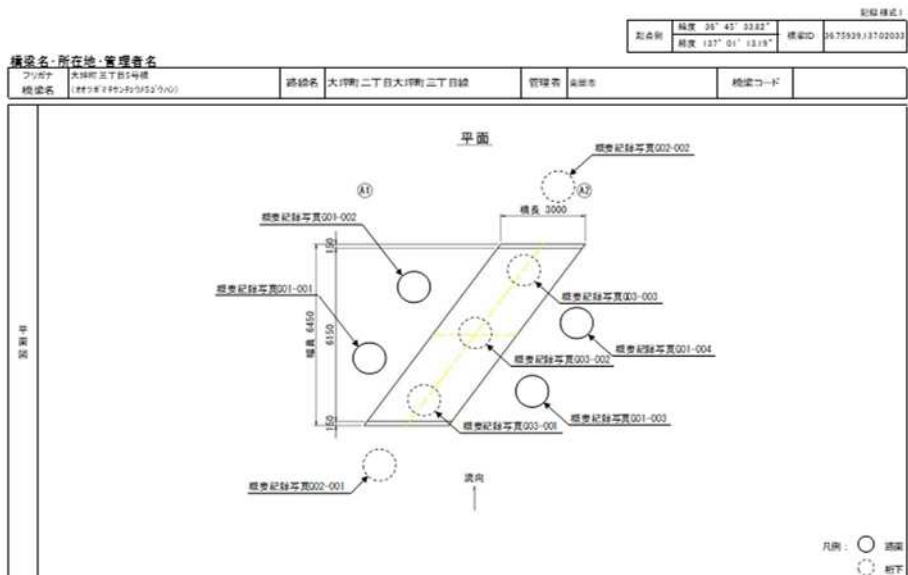 記録様式1
起点側
緯度 36° 45' 33.82"
経度 137° 01' 13.19"
橋梁ID
36.75939,137.02033
橋梁名・所在地・管理者名
フリガナ
橋梁名
大坪町三丁目5号橋
路線名
大坪町二丁目大坪町三丁目線
管理者
橋梁コード
平面
概要記録写真002-002
A1
A2
橋長 3000
概要記録写真001-002
150
概要記録写真003-003
概要記録写真001-001
幅員 6450
6150
概要記録写真001-004
概要記録写真003-002
概要記録写真001-003
150
概要記録写真003-001
概要記録写真002-001
流向
平面図
凡例:
路面
桁下